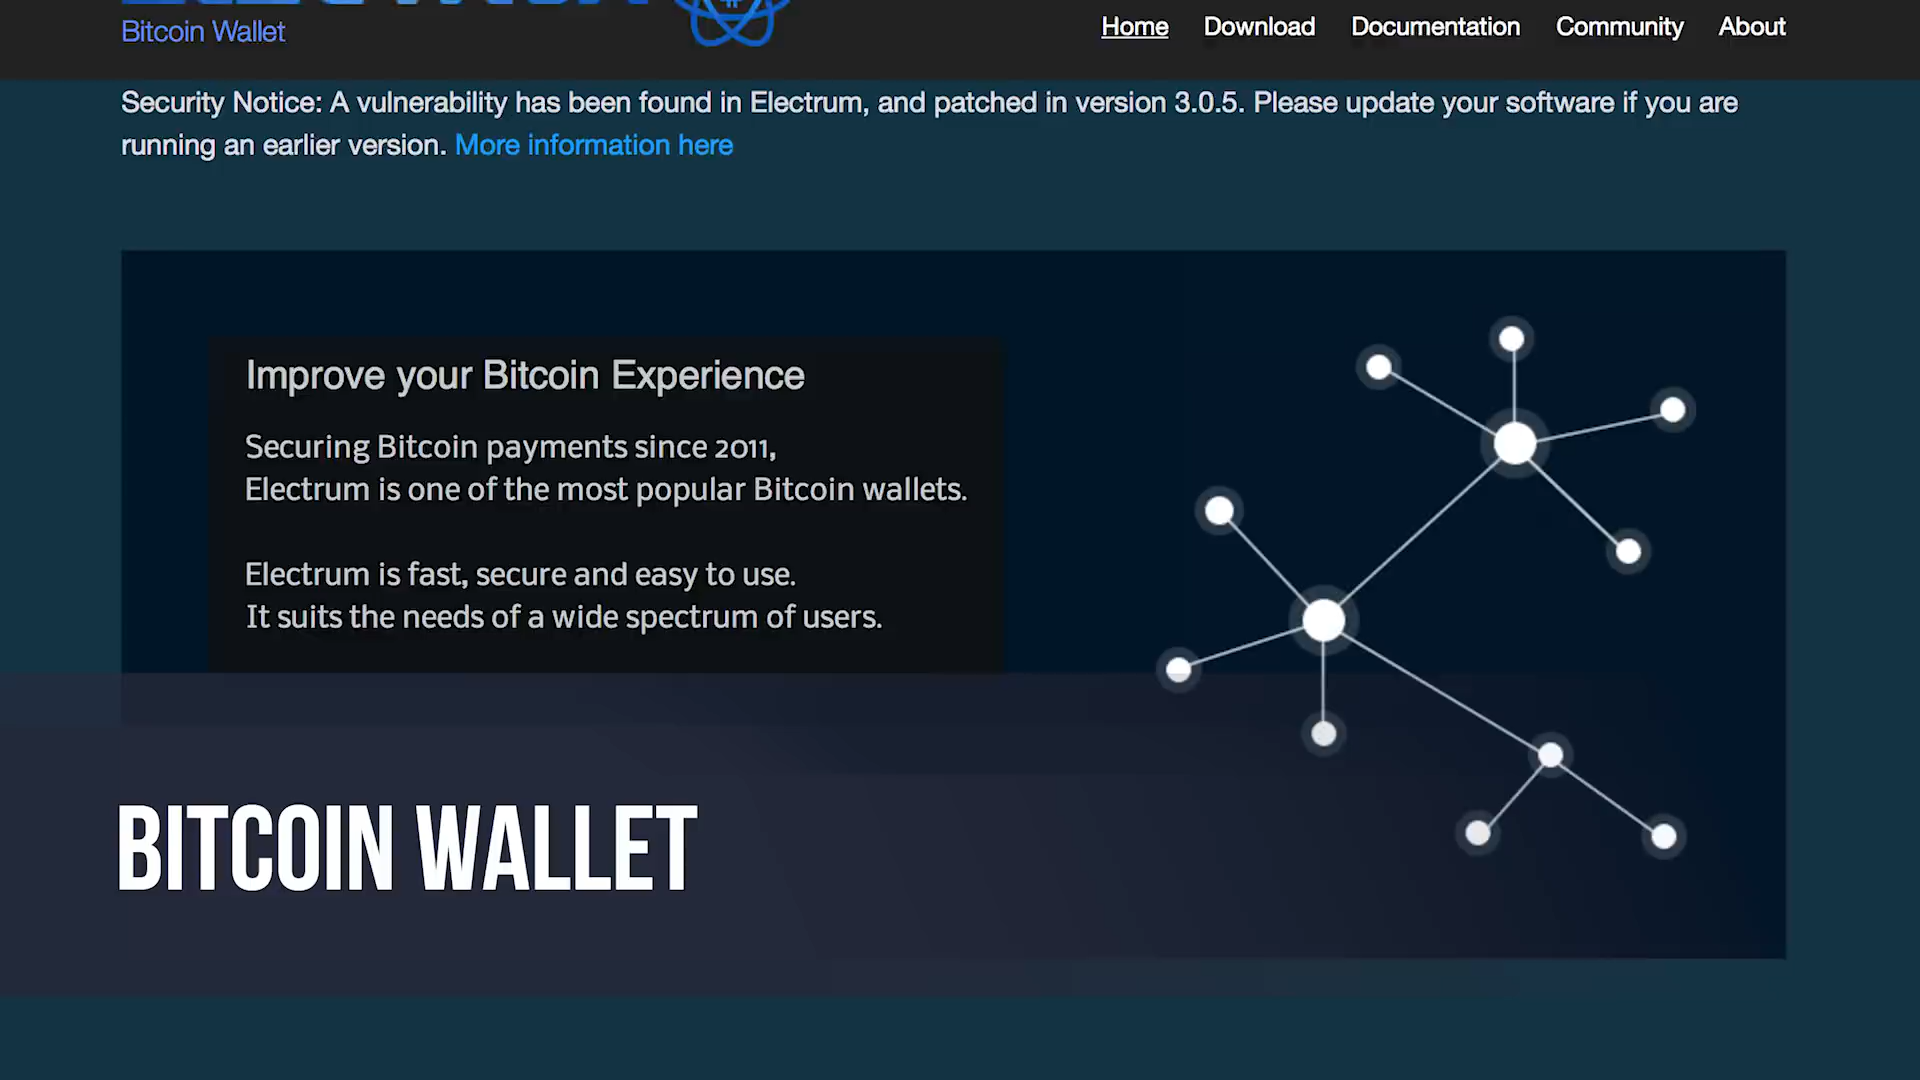 Bitcoin Wallet
Home Download Documentation Community About
Security Notice: A vulnerability has been found in Electrum, and patched in version 3.0.5. Please update your software if you are
running an earlier version. More information here
Improve your Bitcoin Experience
Securing Bitcoin payments since 2011,
Electrum is one of the most popular Bitcoin wallets.
Electrum is fast, secure and easy to use.
It suits the needs of a wide spectrum of users.
BITCOIN WALLET